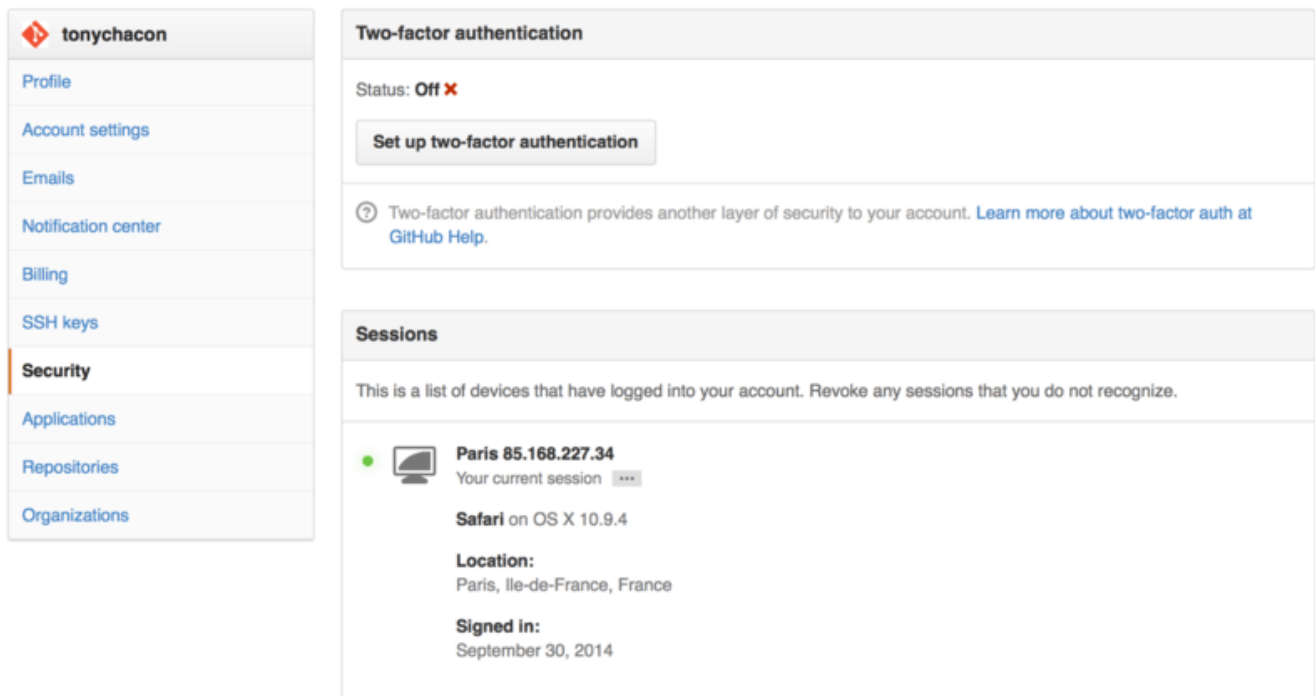 tonychacon
Profile
Account settings
Emails
Notification center
Billing
SSH keys
Security
Applications
Repositories
Organizations
Two-factor authentication
Status: Off
Set up two-factor authentication
Two-factor authentication provides another layer of security to your account. Learn more about two-factor auth at
GitHub Help.
Sessions
This is a list of devices that have logged into your account. Revoke any sessions that you do not recognize.
Paris 85.168.227.34
Your current session ...
Safari on OS X 10.9.4
Location:
Paris, Ile-de-France, France
Signed in:
September 30, 2014